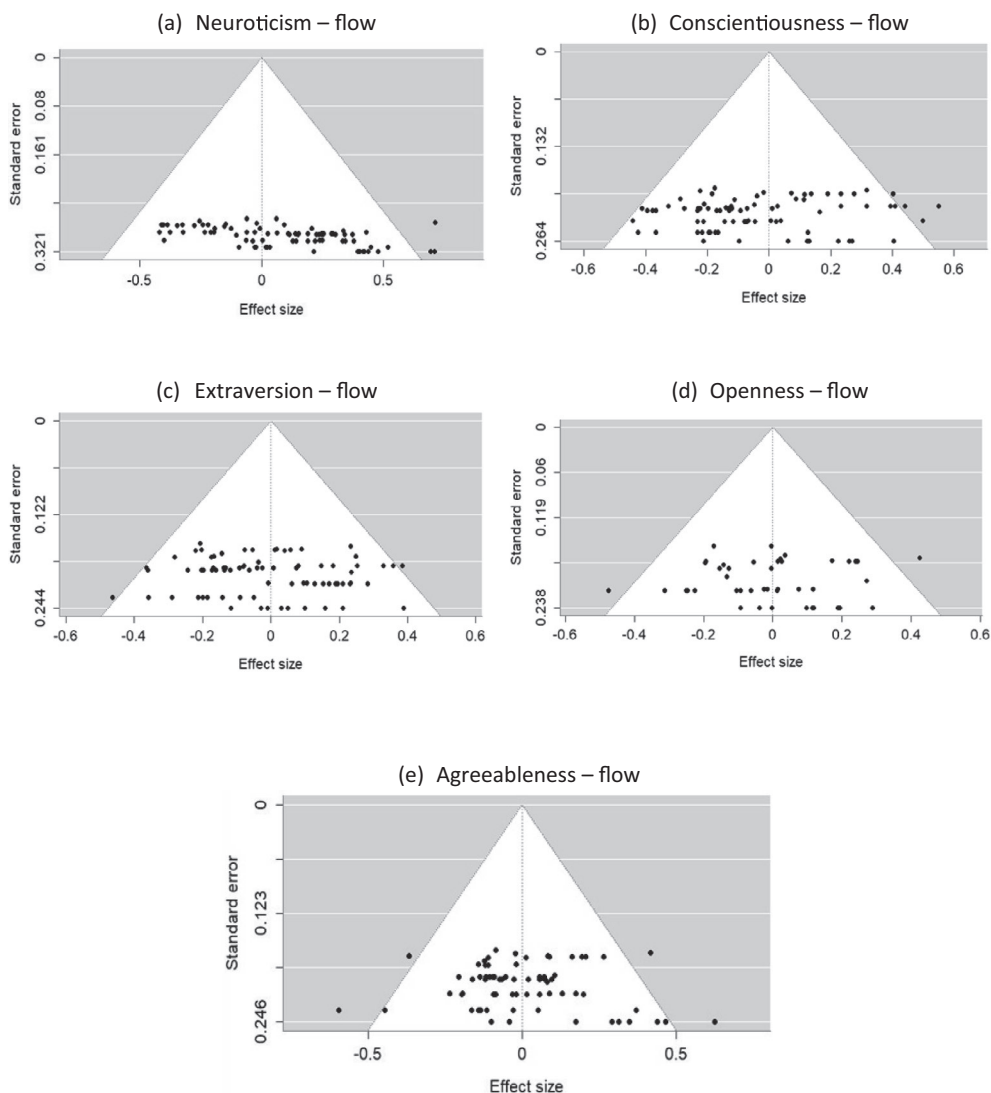 (a) Neuroticism – flow
Standard error
0
0.08
0.161
0.321
-0.5
0
0.5
Effect size
(b) Conscientiousness – flow
Standard error
0
0.132
0.264
-0.6
-0.4
-0.2
0
0.2
0.4
0.6
Effect size
(c) Extraversion – flow
Standard error
0
0.122
0.244
-0.6
-0.4
-0.2
0
0.2
0.4
0.6
Effect size
(d) Openness – flow
Standard error
0
0.06
0.119
0.238
-0.6
-0.4
-0.2
0
0.2
0.4
0.6
Effect size
(e) Agreeableness – flow
Standard error
0
0.123
0.246
-0.5
0
0.5
Effect size